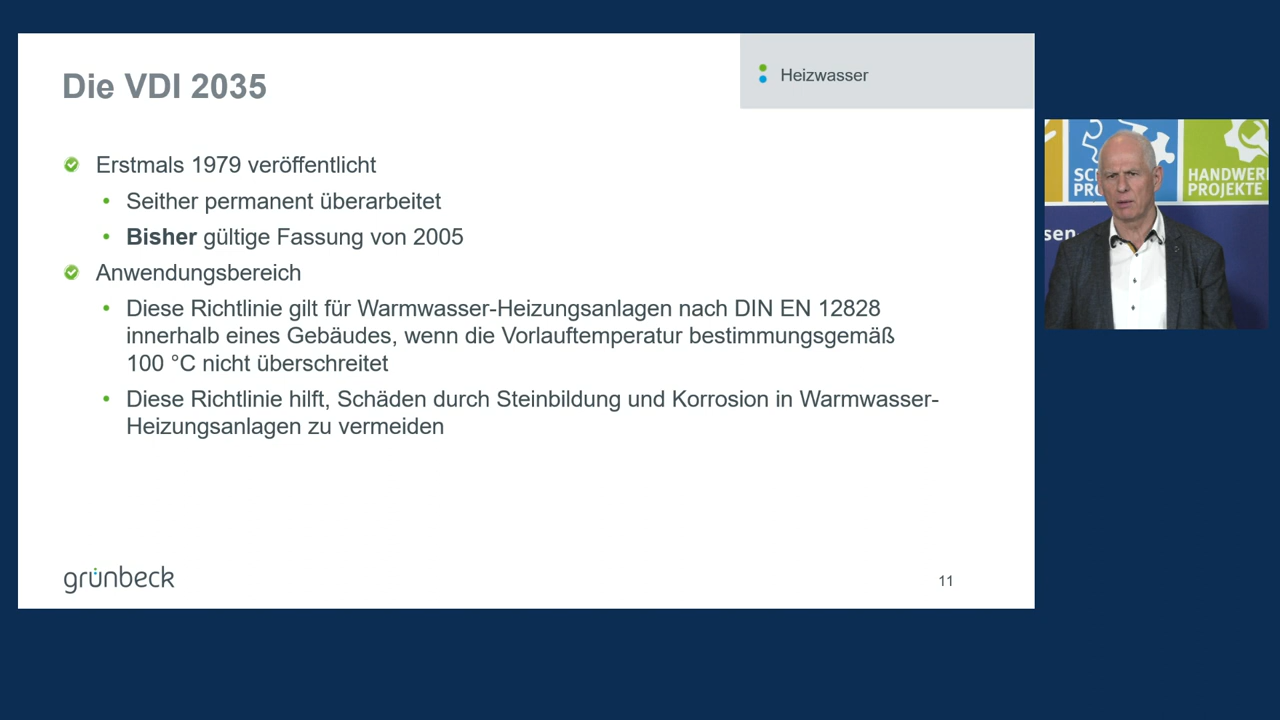 Die VDI 2035
Heizwasser
Erstmals 1979 veröffentlicht
Seither permanent überarbeitet
Bisher gültige Fassung von 2005
Anwendungsbereich
Diese Richtlinie gilt für Warmwasser-Heizungsanlagen nach DIN EN 12828
innerhalb eines Gebäudes, wenn die Vorlauftemperatur bestimmungsgemäß
100 °C nicht überschreitet
Diese Richtlinie hilft, Schäden durch Steinbildung und Korrosion in Warmwasser-
Heizungsanlagen zu vermeiden
grünbeck
11
HANDWER
PROJEKTE